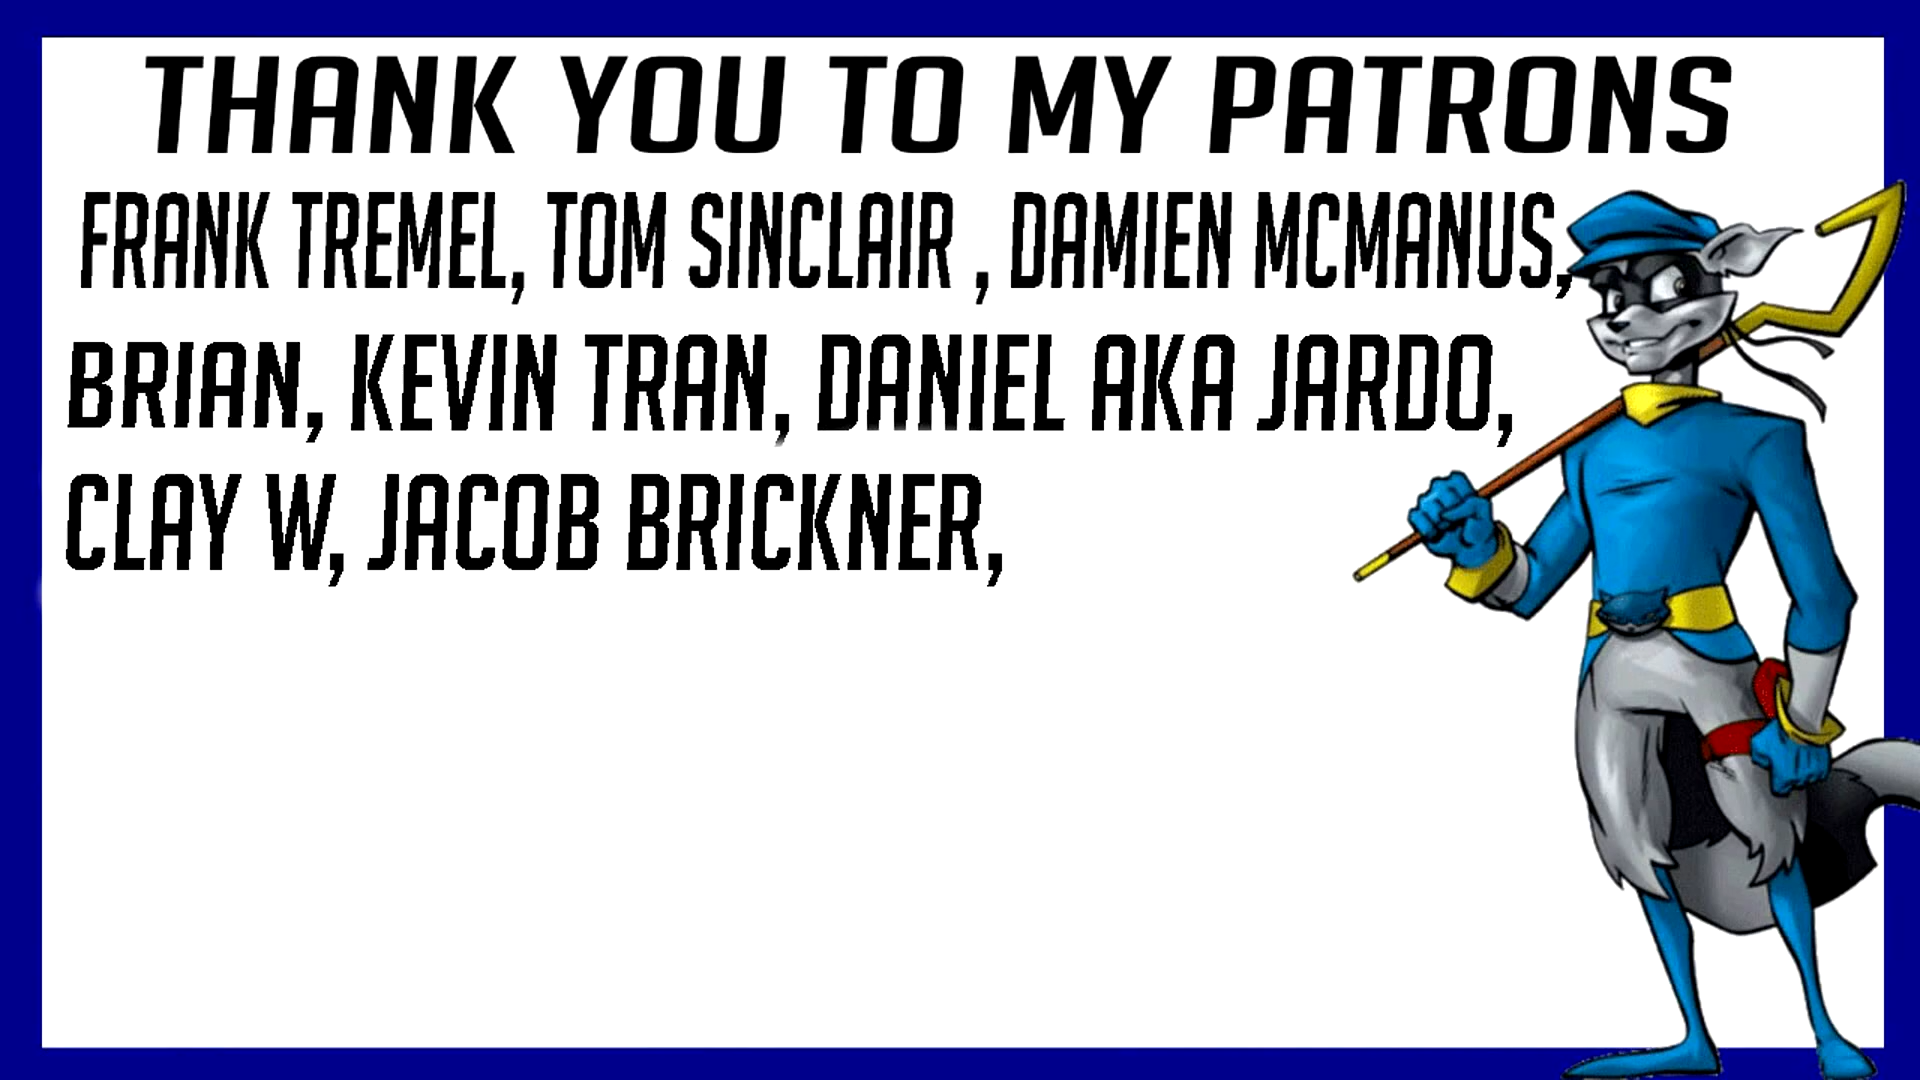 THANK YOU TO MY PATRONS
FRANK TREMEL, TOM SINCLAIR , DAMIEN MCMANUS,
BRIAN, KEVIN TRAN, DANIEL AKA JARDO,
CLAY W, JACOB BRICKNER,